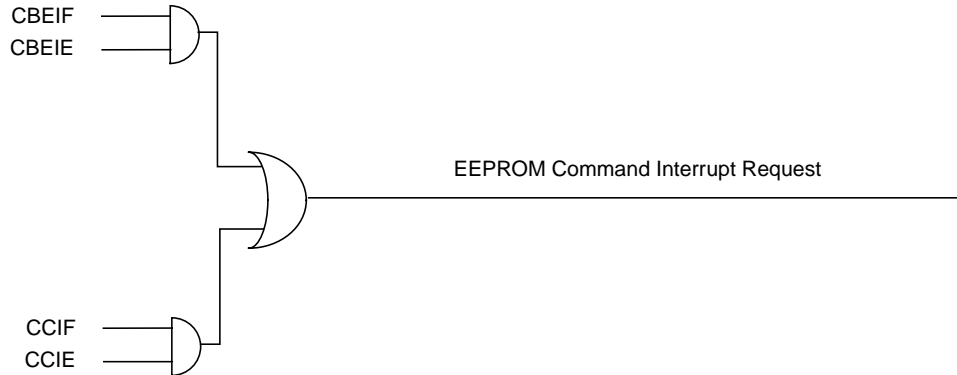 CBEIF
CBEIE
EEPROM Command Interrupt Request
CCIF
CCIE